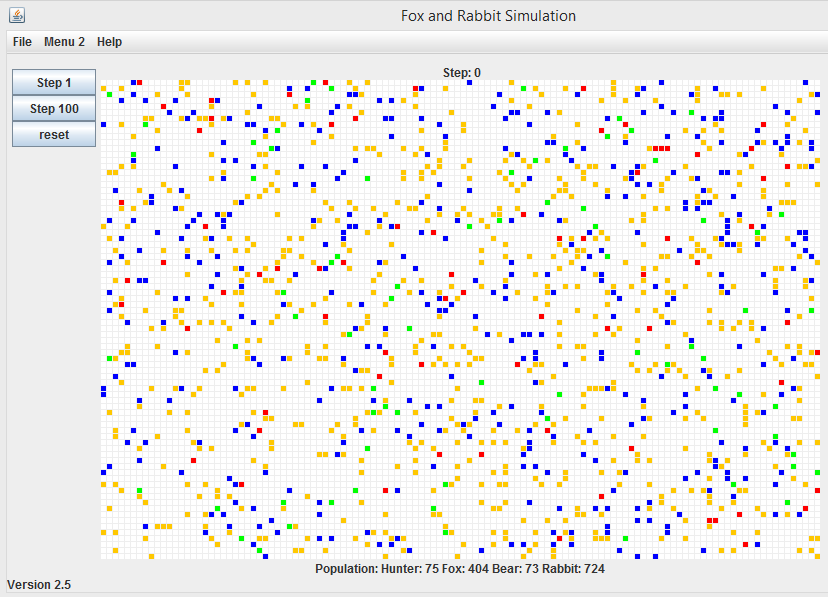 Fox and Rabbit Simulation
File Menu 2 Help
Step: 0
Step 1
Step 100
reset
Population: Hunter: 75 Fox: 404 Bear: 73 Rabbit: 724
Version 2.5